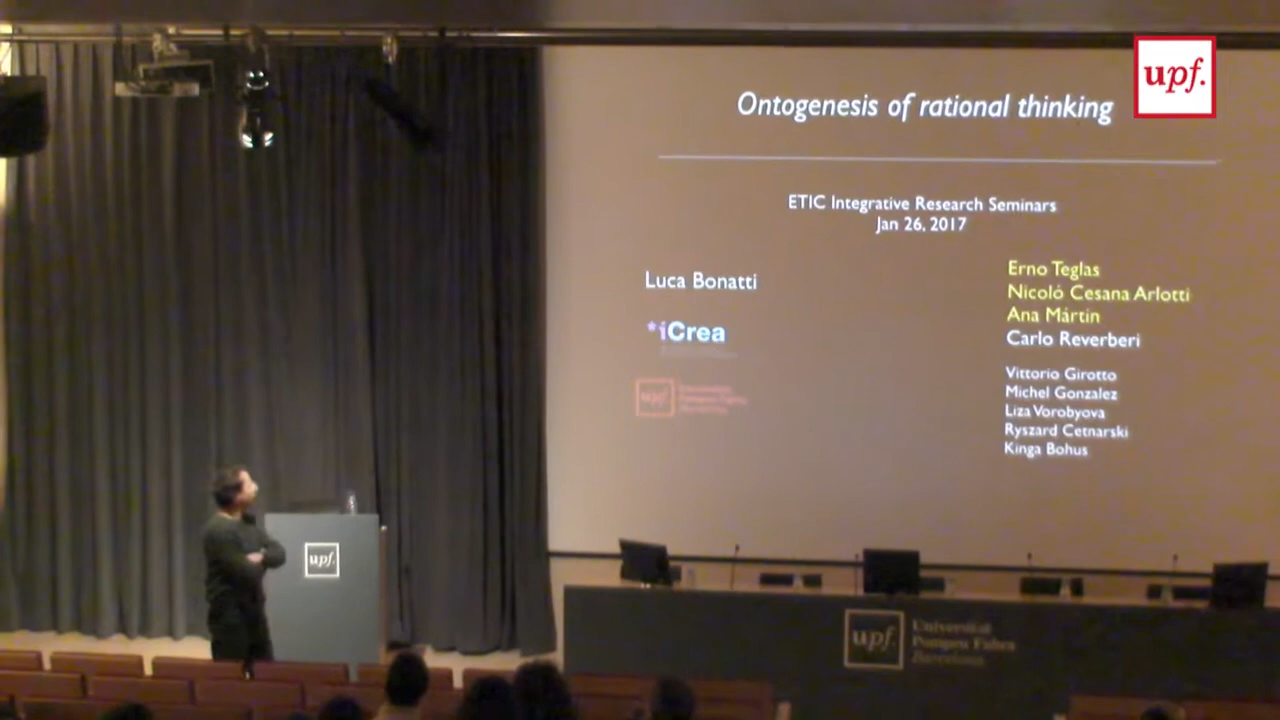 upf.
Ontogenesis of rational thinking
ETIC Integrative Research Seminars
Jan 26, 2017
Luca Bonatti
*iCrea
upf.
Erno Teglas
Nicoló Cesana Arlotti
Ana Mártin
Carlo Reverberi
Vittorio Girotto
Michel Gonzalez
Liza Vorobyova
Ryszard Cetnarski
Kinga Bohus
upf.
upf.
Universitat
Pompeu Fabra
Barcelona